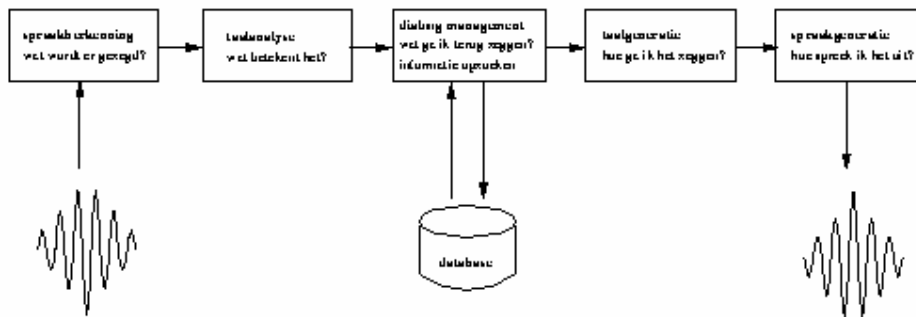 spraakherkenning
wat wordt er gezegd?
taalanalyse
wat betekent het?
dialoog management
wat ga ik terug zeggen?
informatie opzoeken
taalgeneratie
hoe ga ik het zeggen?
spraakgeneratie
hoe spreek ik het uit?
database